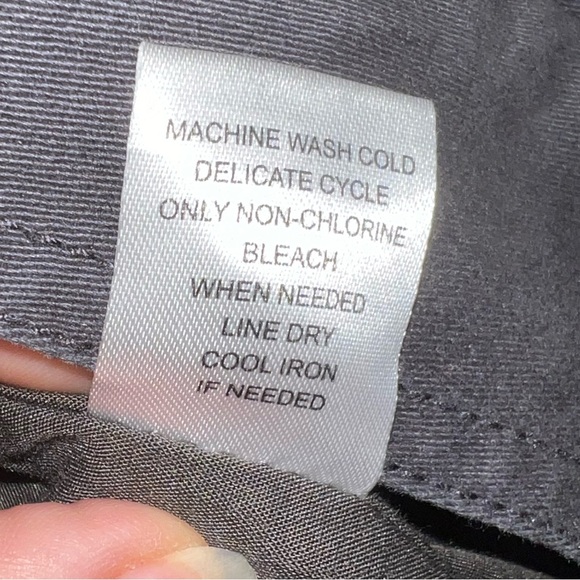 MACHINE WASH COLD
DELICATE CYCLE
ONLY NON-CHLORINE
BLEACH
WHEN NEEDED
LINE DRY
COOL IRON
IF NEEDED